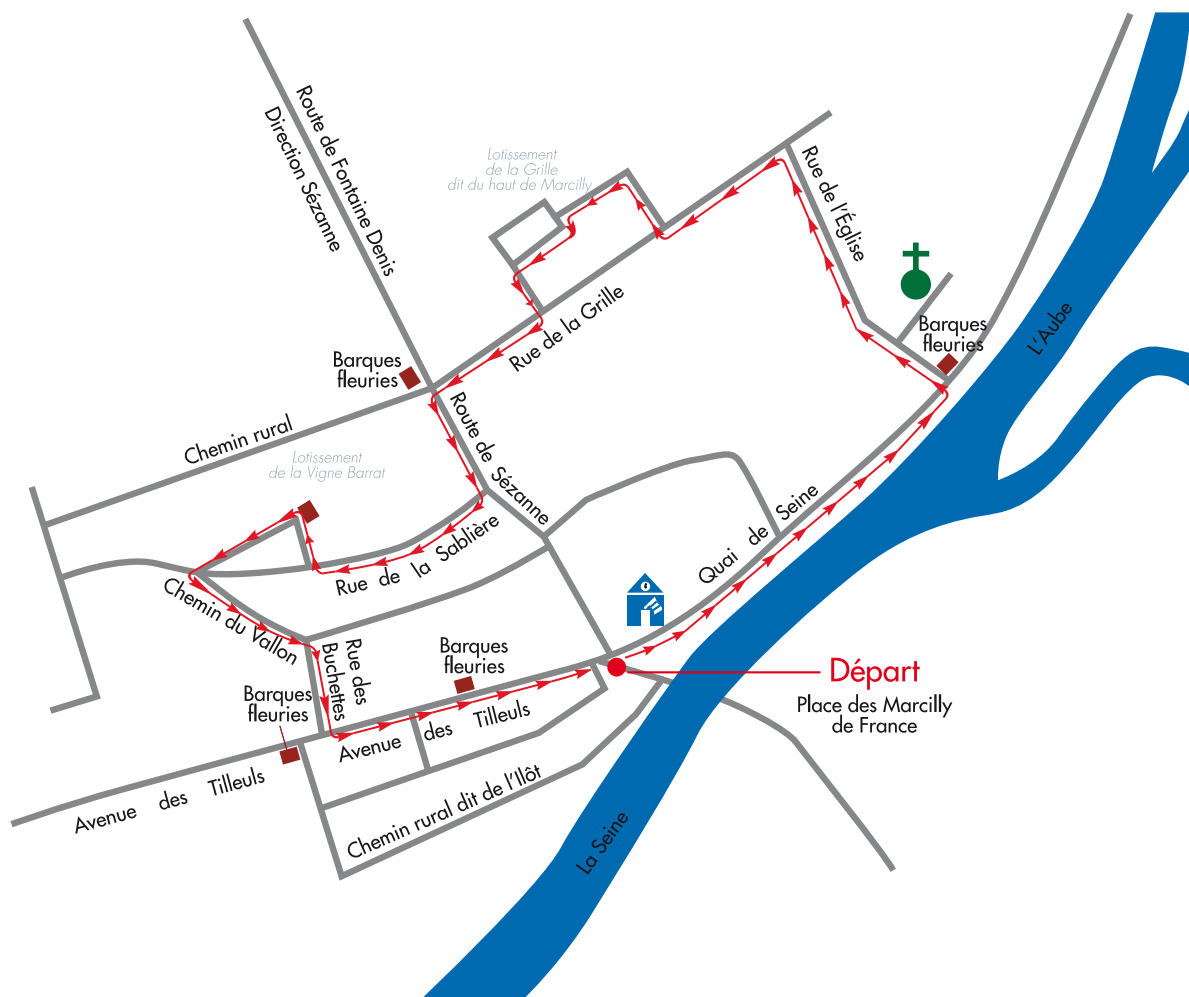 Route de Fontaine Denis
Direction Sézanne
Lotissement
de la Grille
dit du haut de Marcilly
Rue de l'Église
L'Aube
Barques
fleuries
Rue de la Grille
Barques
fleuries
Chemin rural
Route de Sézanne
Lotissement
de la Vigne Barrat
Quai de Seine
Rue de la Sablière
Chemin du Vallon
Rue des
Buchettes
Barques
fleuries
Départ
Place des Marcilly
de France
Barques
fleuries
Avenue des Tilleuls
Avenue des Tilleuls
Chemin rural dit de l'Ilôt
La Seine